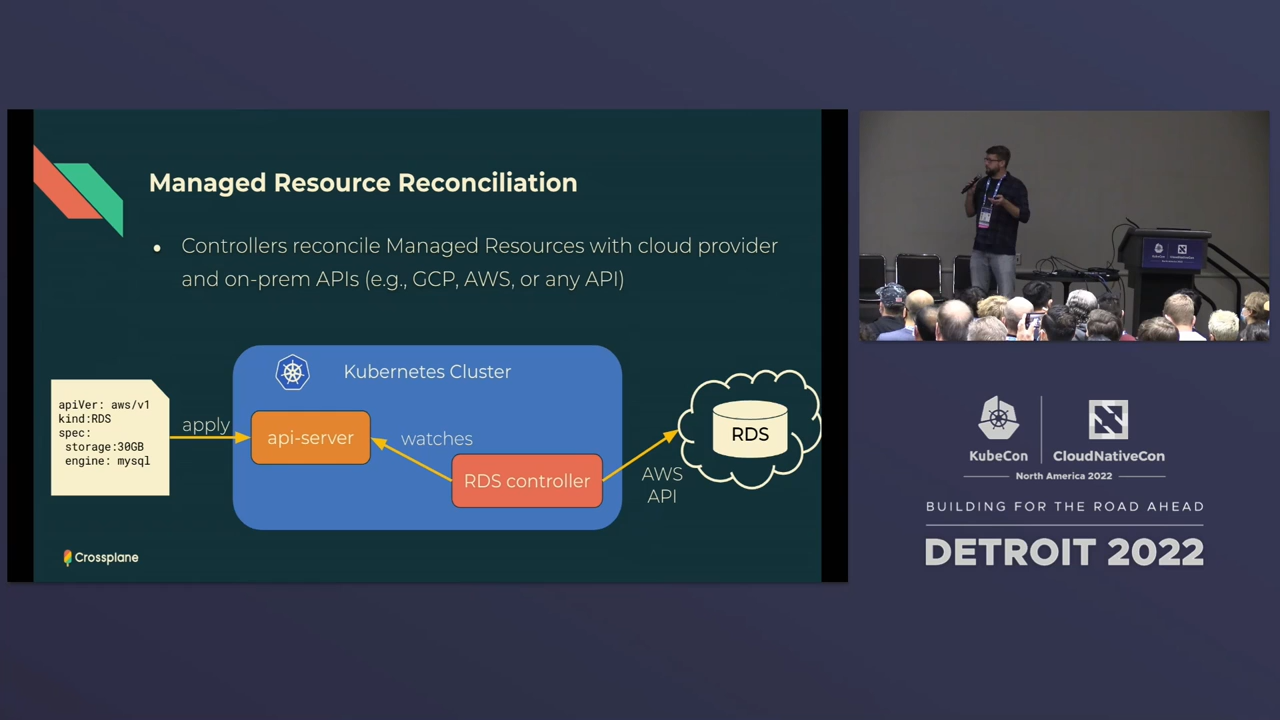 Managed Resource Reconciliation
Controllers reconcile Managed Resources with cloud provider
and on-prem APIs (e.g., GCP, AWS, or any API)
Kubernetes Cluster
apiVer: aws/v1
kind:RDS
spec:
storage:30GB
engine: mysql
apply
api-server
watches
RDS controller
AWS
API
RDS
Crossplane
KubeCon
CloudNativeCon
North America 2022
BUILDING FOR THE ROAD AHEAD
DETROIT 2022